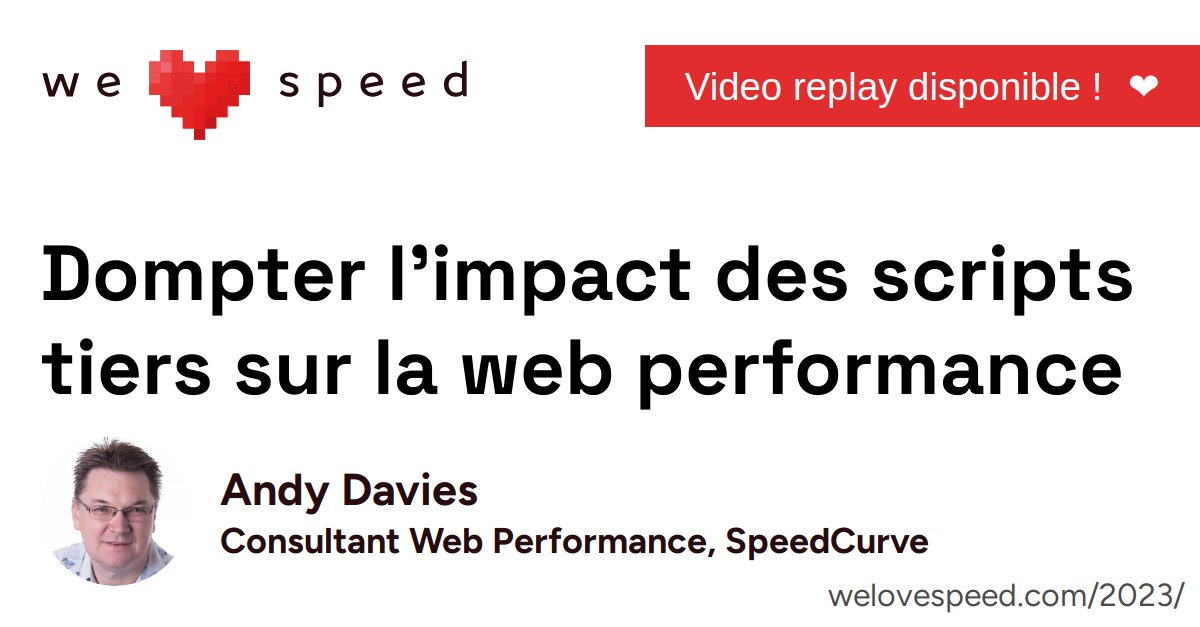 we ❤ speed
Video replay disponible ! ❤
Dompter l’impact des scripts
tiers sur la web performance
Andy Davies
Consultant Web Performance, SpeedCurve
welovespeed.com/2023/